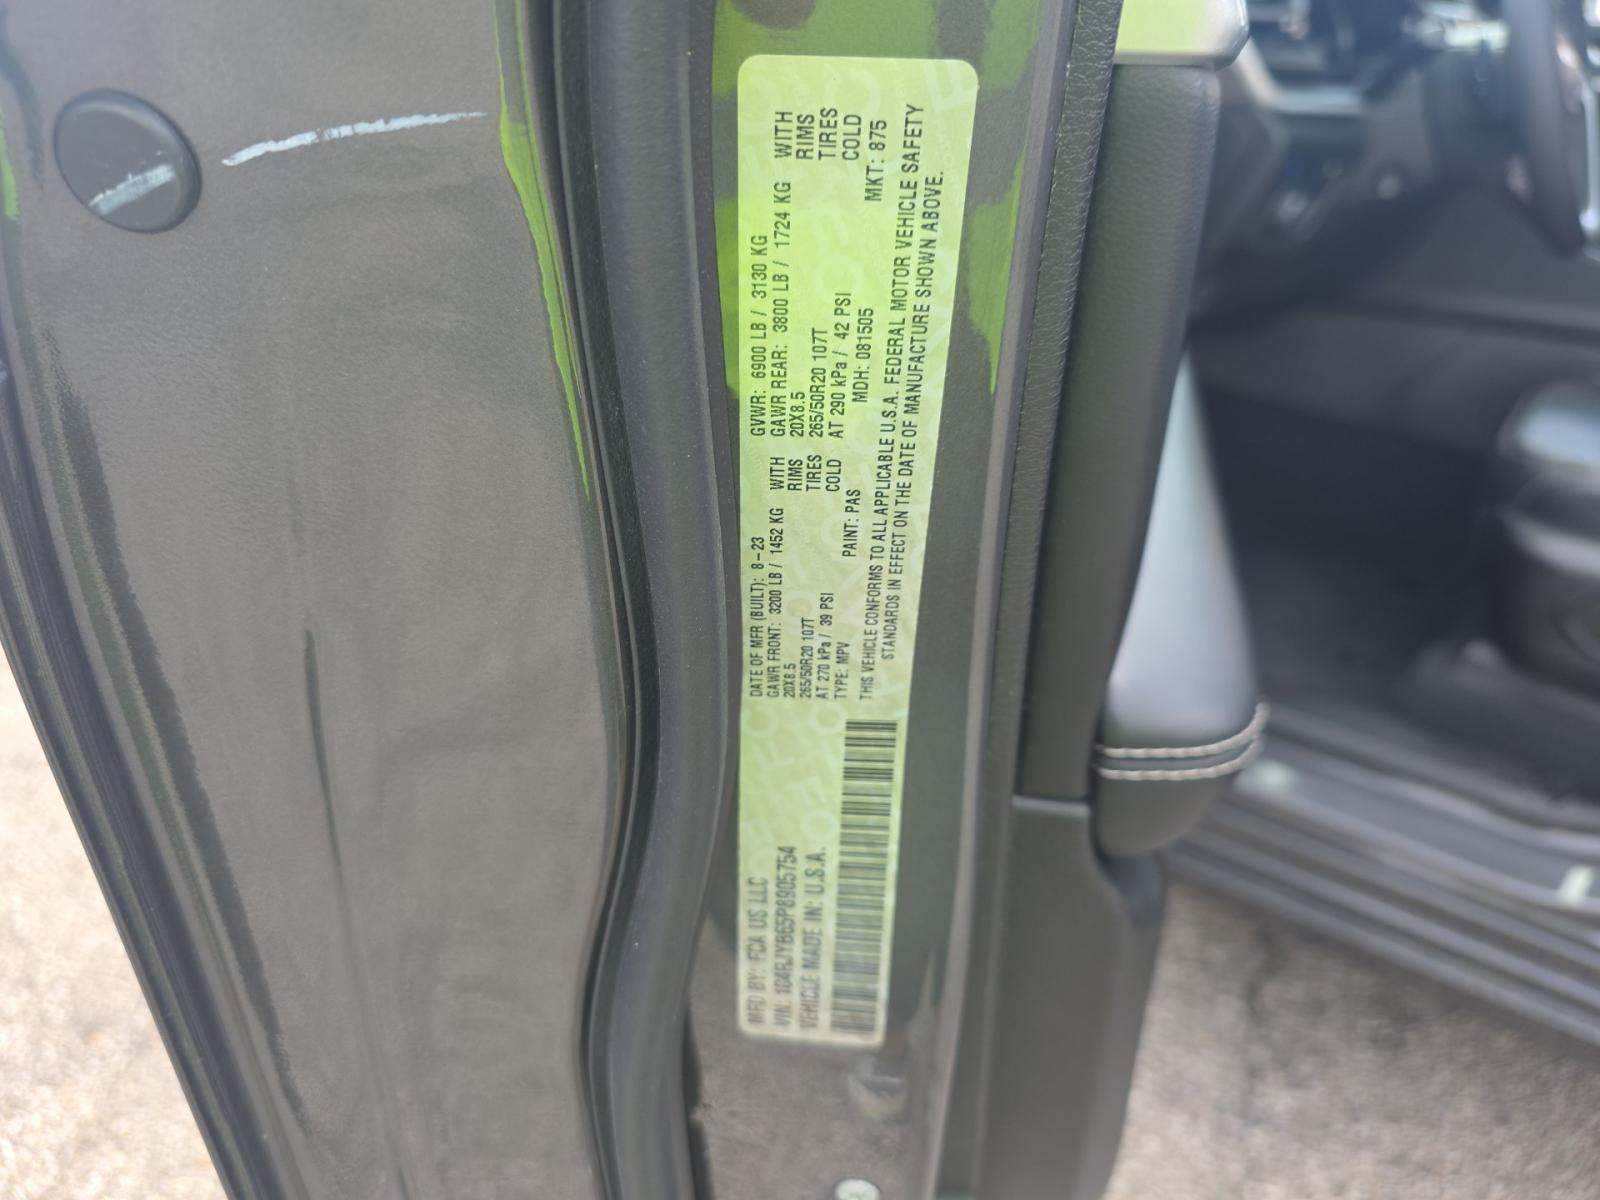 MFD BY: FCA US LLC
VIN: 1C4RJYB65P8905754
VEHICLE MADE IN: U.S.A.
DATE OF MFR (BUILT): 8-23 GVWR: 6900 LB / 3130 KG
GAWR FRONT: 3200 LB / 1452 KG WITH GAWR REAR: 3800 LB / 1724 KG WITH
20X8.5 RIMS 20X8.5 RIMS
265/50R20 107T TIRES 265/50R20 107T TIRES
AT 270 kPa / 39 PSI COLD AT 290 kPa / 42 PSI COLD
TYPE: MPV PAINT: PAS MDH: 081505 MKT: 875
THIS VEHICLE CONFORMS TO ALL APPLICABLE U.S.A. FEDERAL MOTOR VEHICLE SAFETY
STANDARDS IN EFFECT ON THE DATE OF MANUFACTURE SHOWN ABOVE.